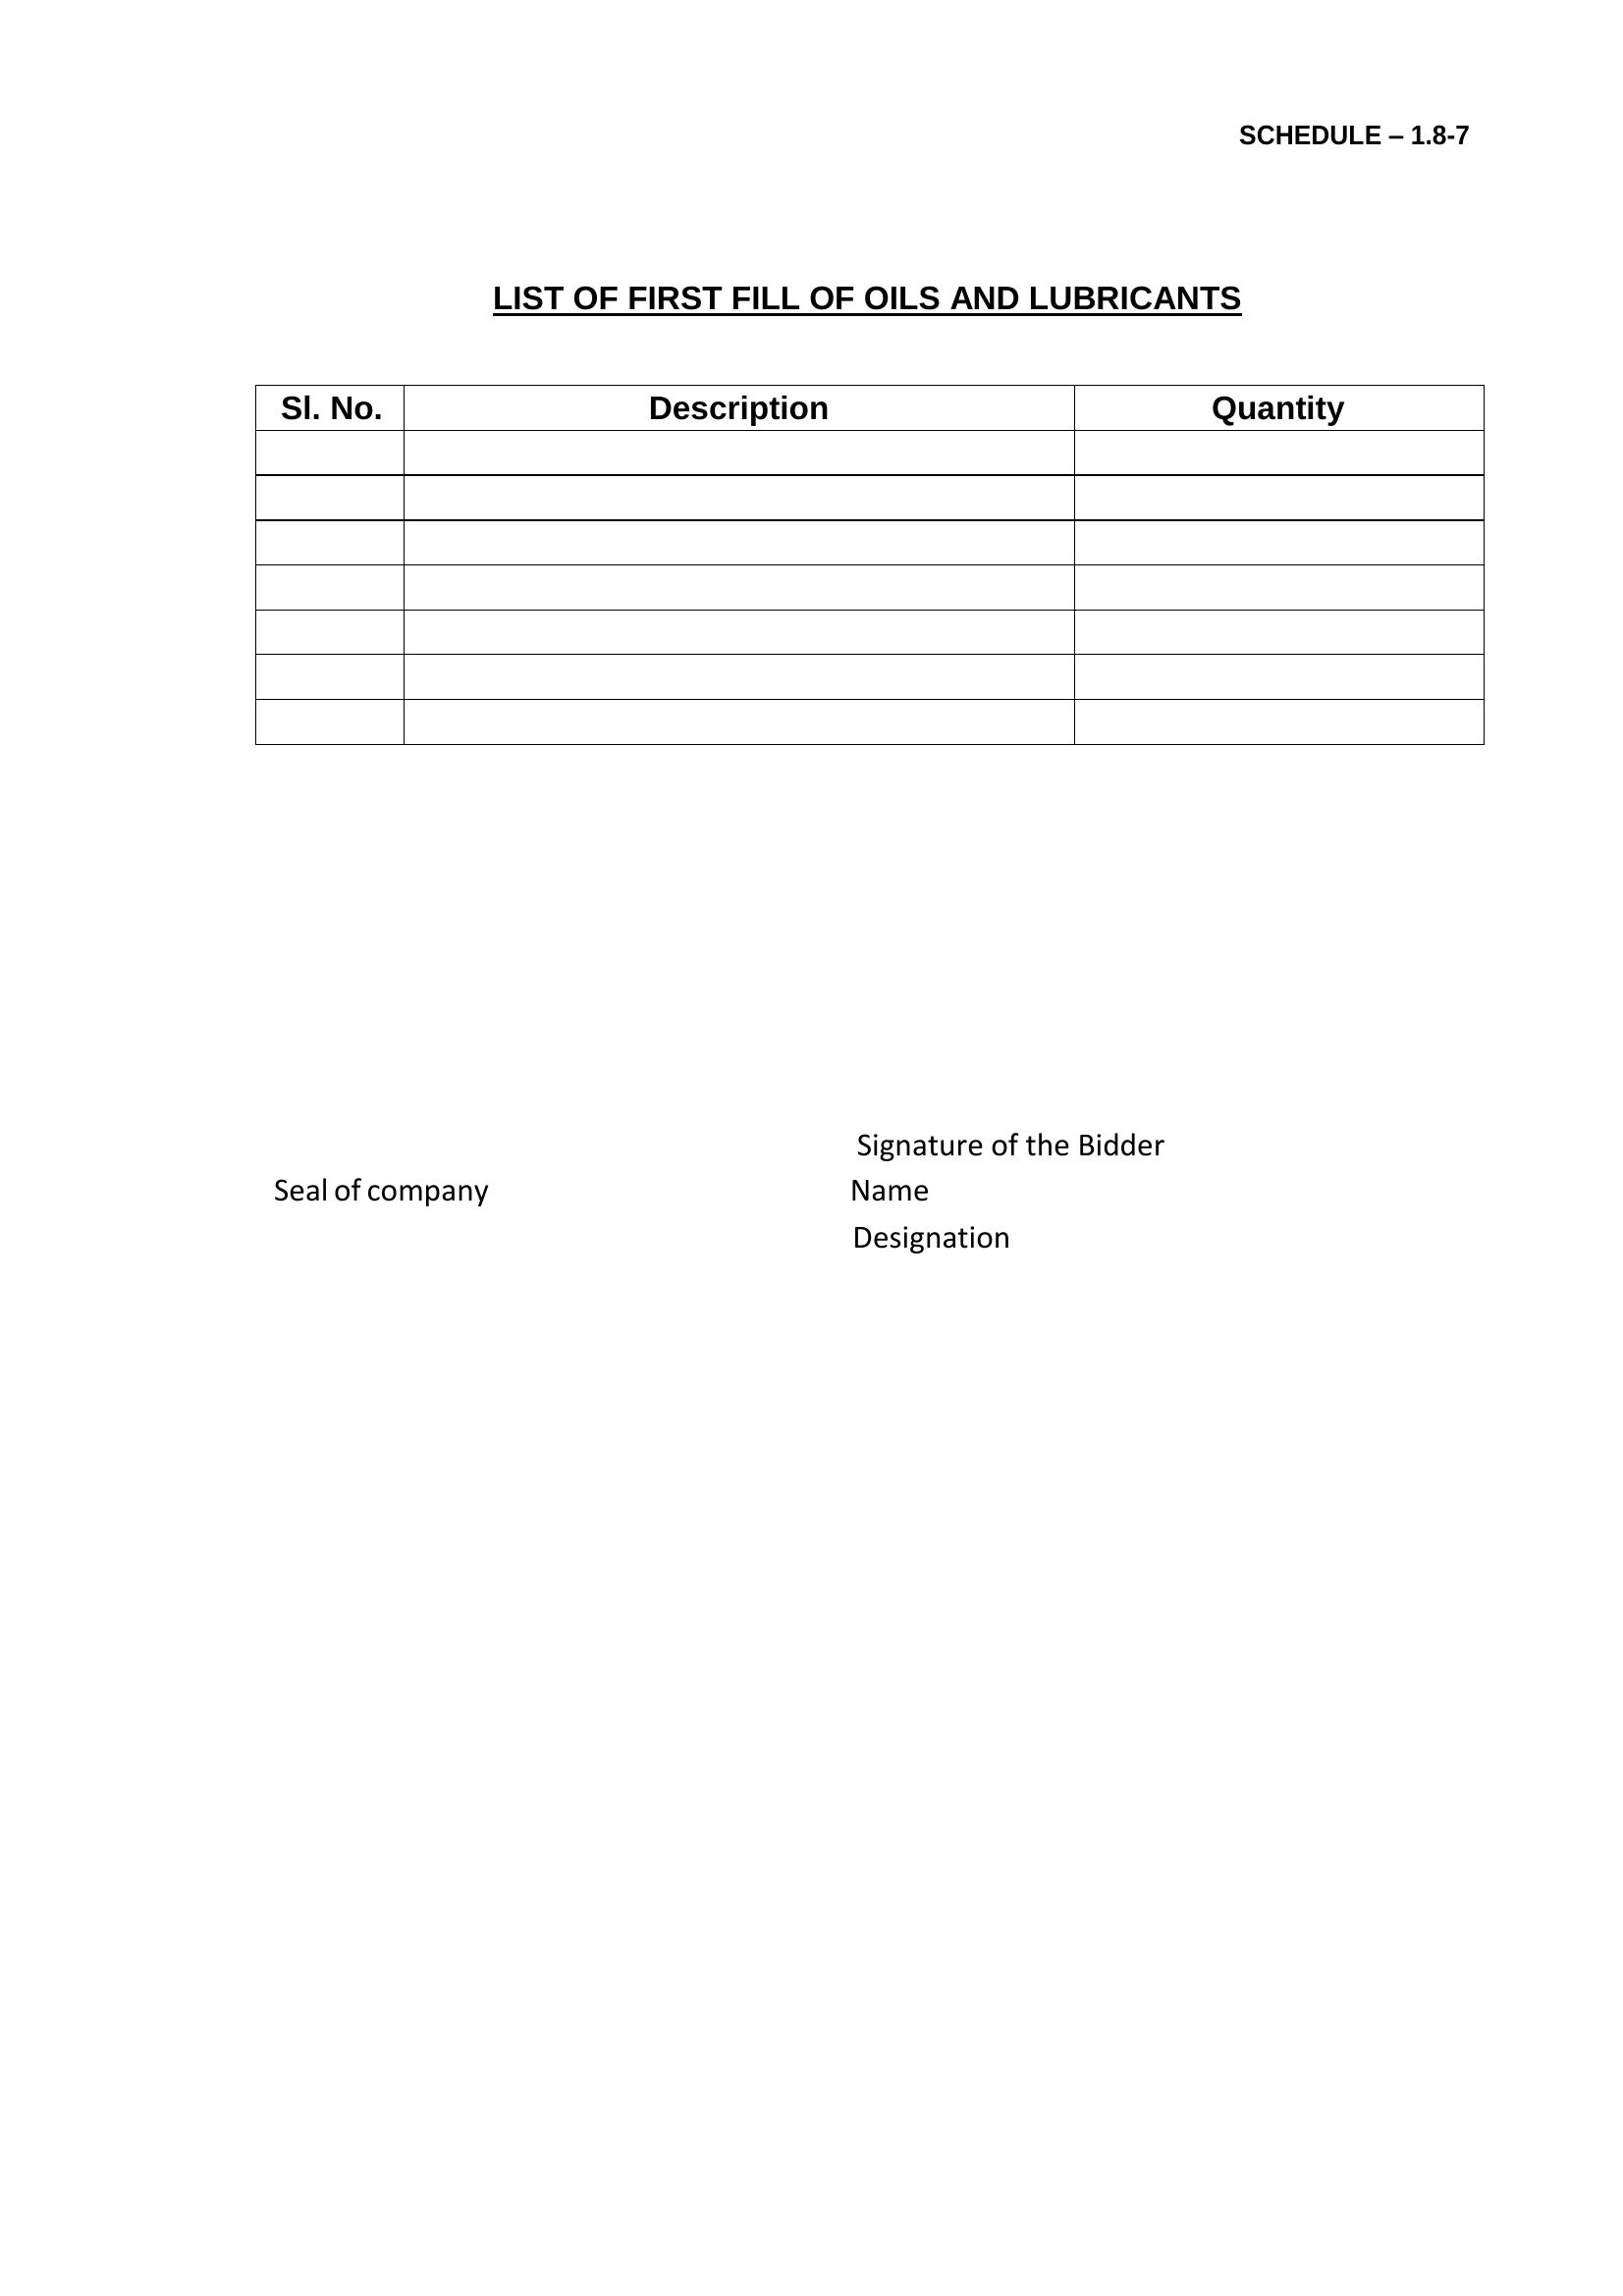 SCHEDULE – 1.8-7
LIST OF FIRST FILL OF OILS AND LUBRICANTS
Sl. No. Description Quantity
Signature of the Bidder
Seal of company Name
Designation